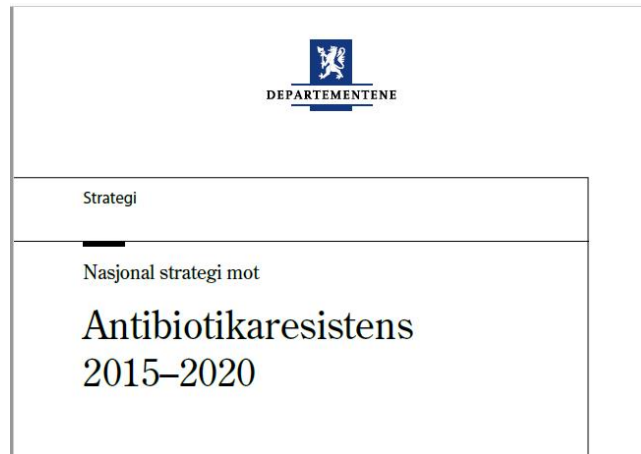 DEPARTEMENTENE
Strategi
Nasjonal strategi mot
Antibiotikaresistens
2015–2020